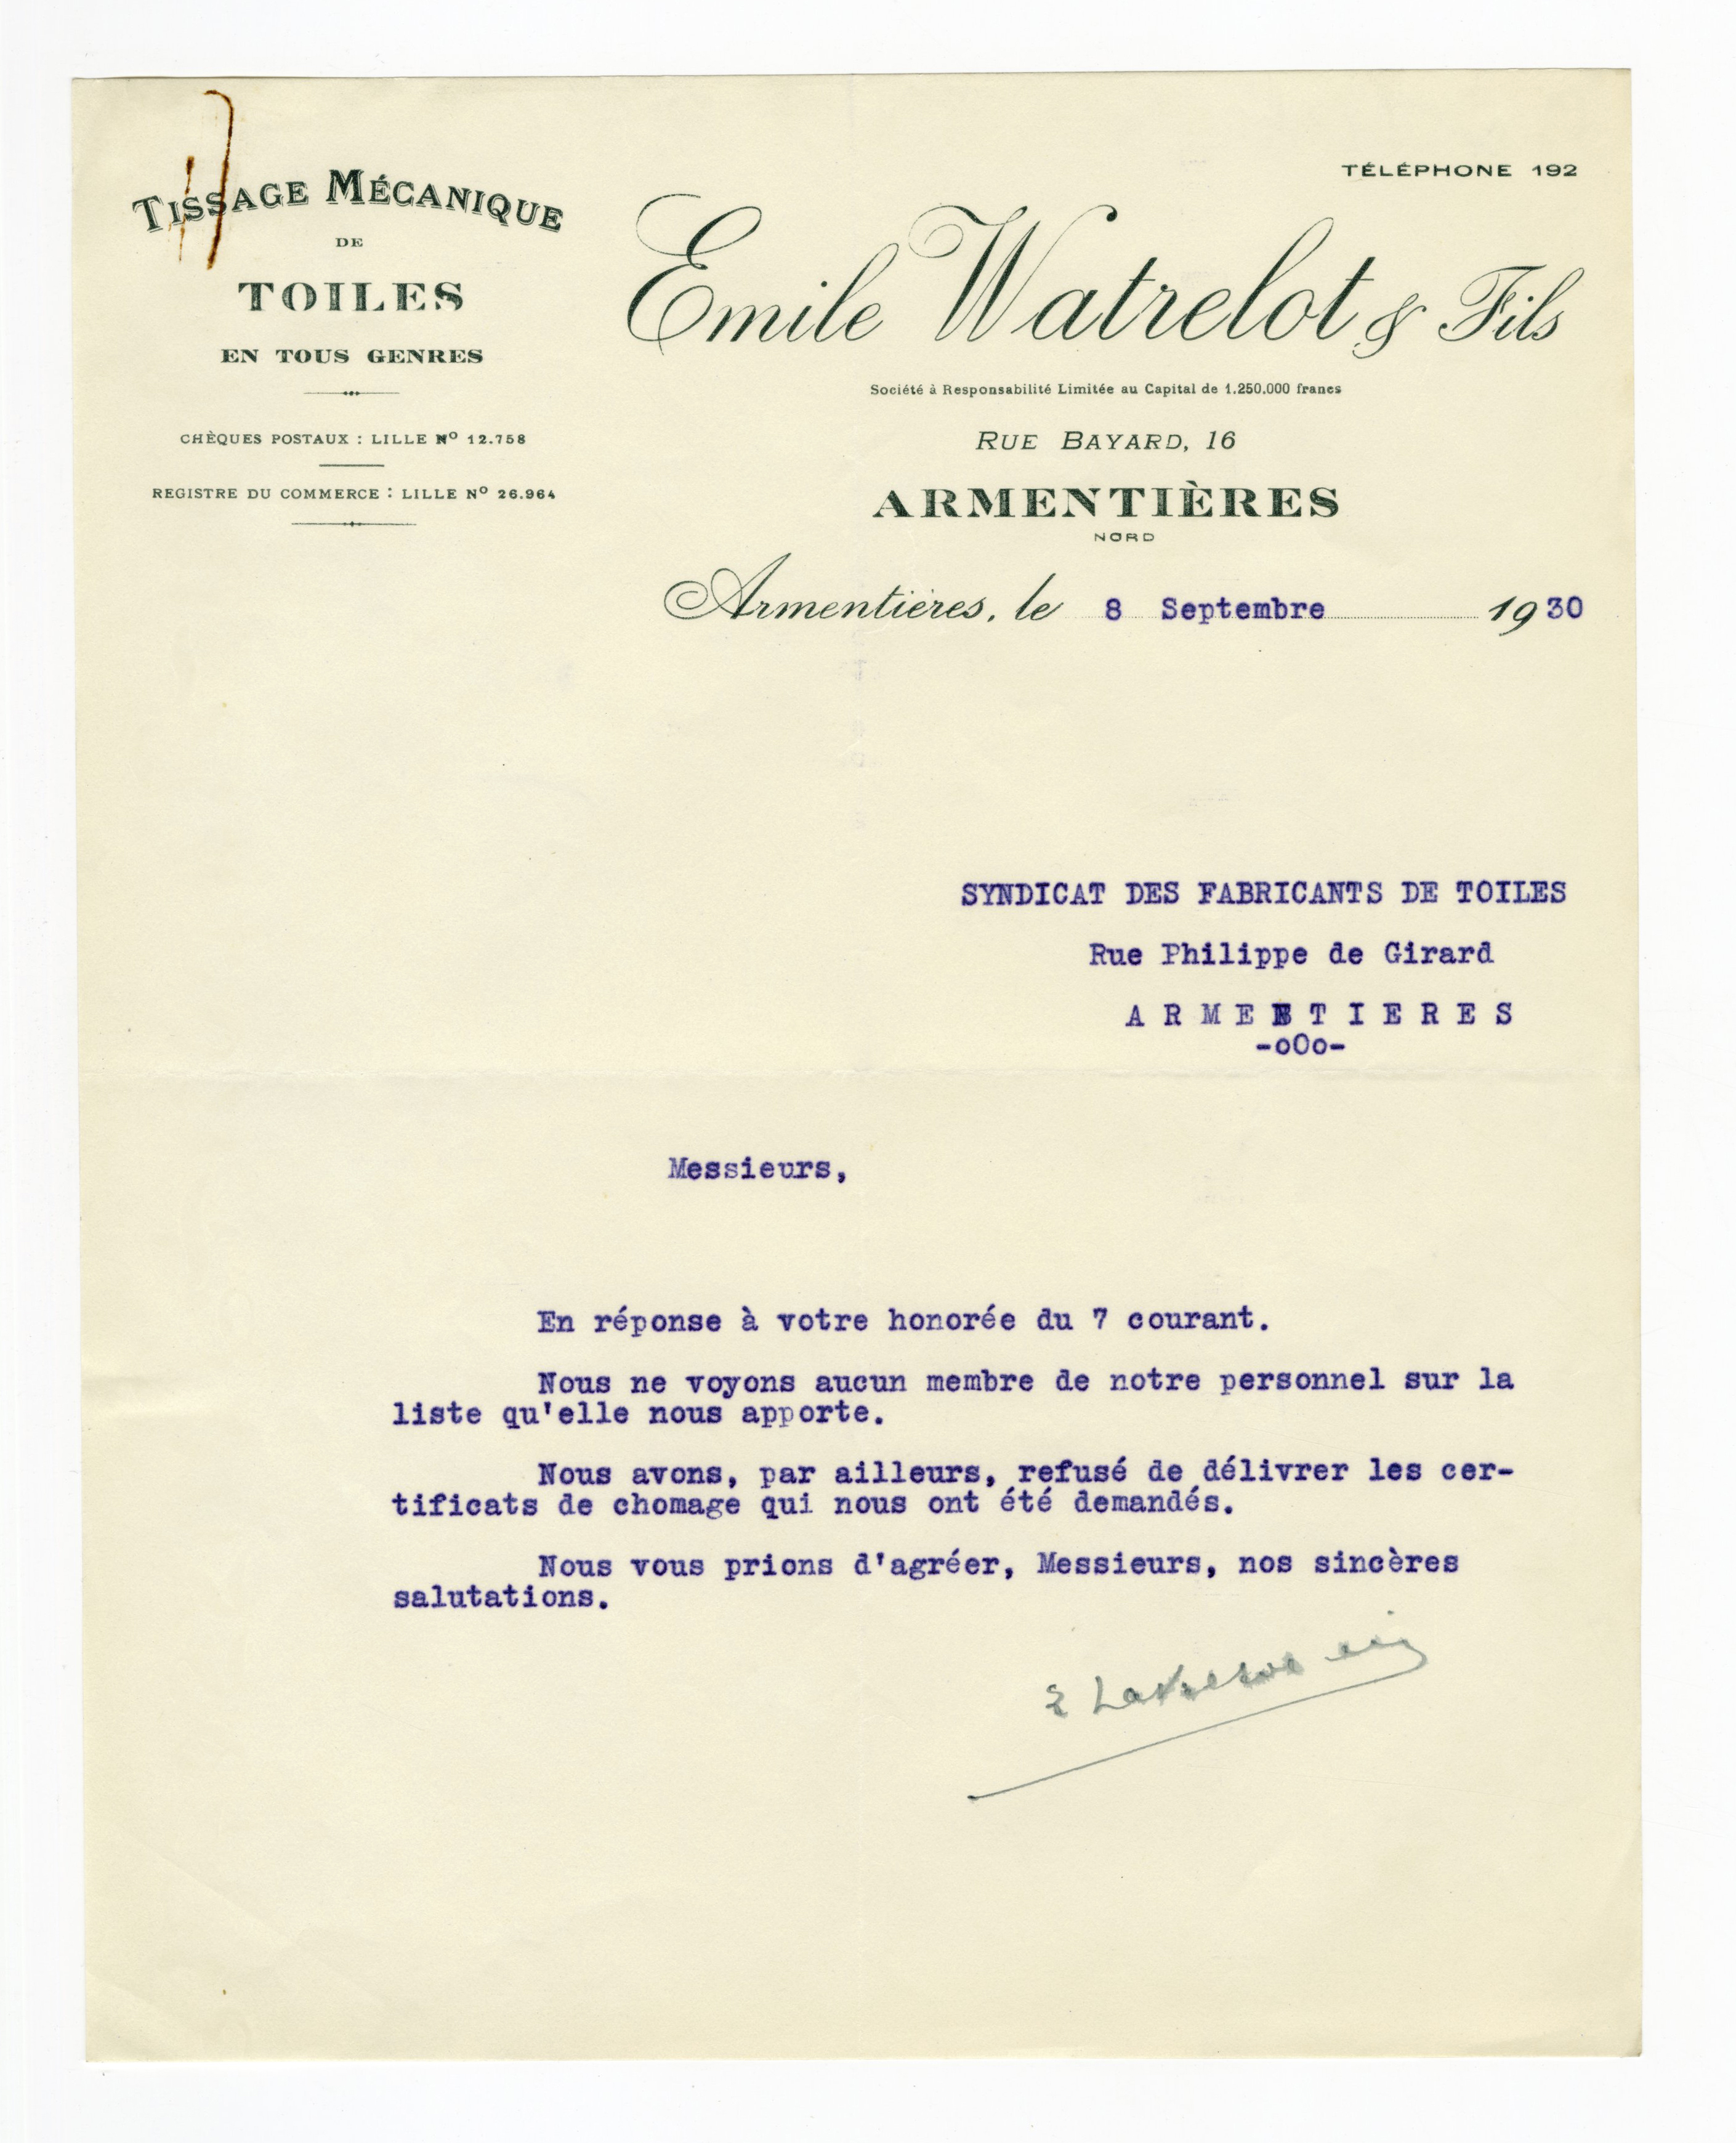 TISSAGE MÉCANIQUE
DE
TOILES
EN TOUS GENRES
CHÈQUES POSTAUX : LILLE Nº 12.758
REGISTRE DU COMMERCE : LILLE Nº 26.964
TÉLÉPHONE 192
Emile Watrelot & Fils
Société à Responsabilité Limitée au Capital de 1.250.000 francs
RUE BAYARD, 16
ARMENTIÈRES
NORD
Armentières, le 8 Septembre 1930
SYNDICAT DES FABRICANTS DE TOILES
Rue Philippe de Girard
A R M E N T I E R E S
-oOo-
Messieurs,
En réponse à votre honorée du 7 courant.
Nous ne voyons aucun membre de notre personnel sur la
liste qu'elle nous apporte.
Nous avons, par ailleurs, refusé de délivrer les cer-
tificats de chomage qui nous ont été demandés.
Nous vous prions d'agréer, Messieurs, nos sincères
salutations.